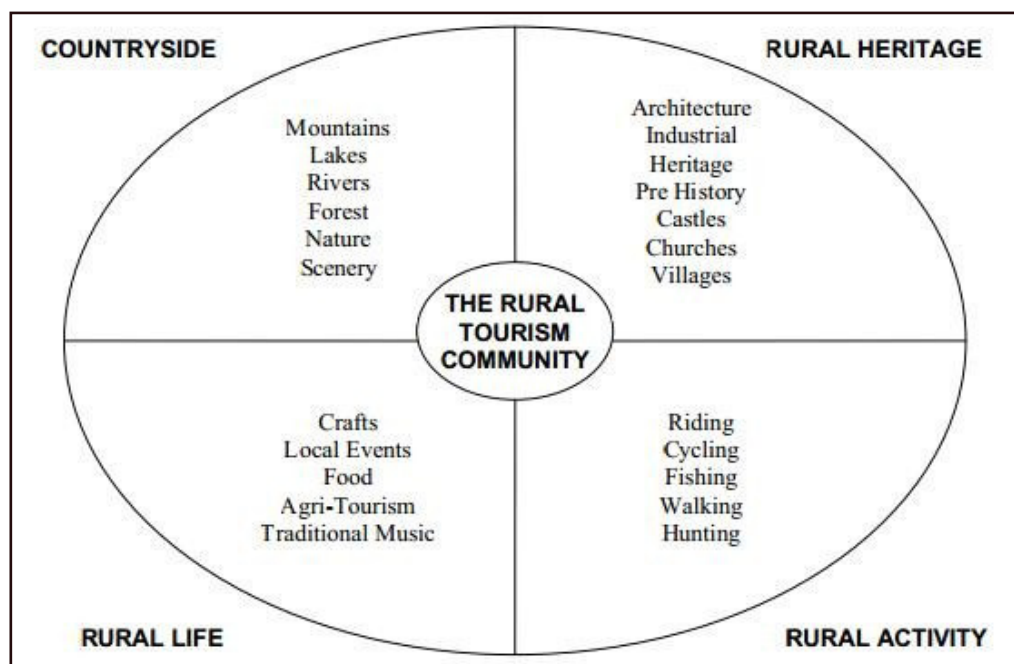 COUNTRYSIDE
RURAL HERITAGE
Mountains
Lakes
Rivers
Forest
Nature
Scenery
Architecture
Industrial
Heritage
Pre History
Castles
Churches
Villages
THE RURAL
TOURISM
COMMUNITY
Crafts
Local Events
Food
Agri-Tourism
Traditional Music
Riding
Cycling
Fishing
Walking
Hunting
RURAL LIFE
RURAL ACTIVITY